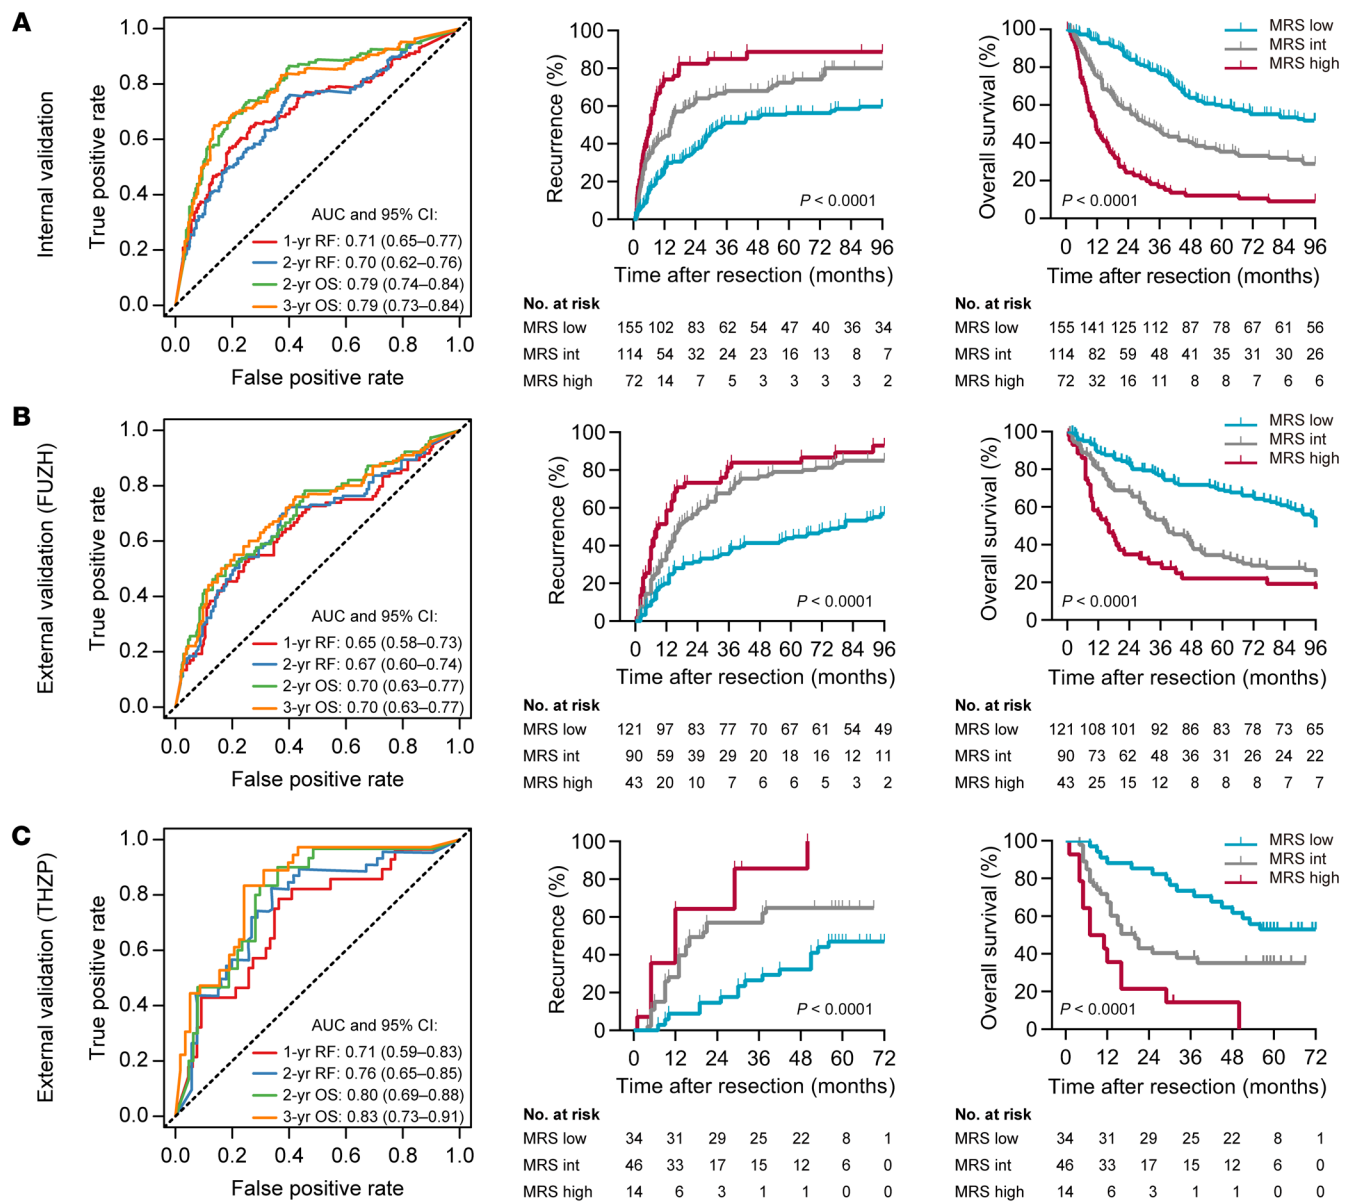 A
Internal validation
True positive rate
1.0
0.8
0.6
0.4
0.2
0.0
AUC and 95% CI:
1-yr RF: 0.71 (0.65–0.77)
2-yr RF: 0.70 (0.62–0.76)
2-yr OS: 0.79 (0.74–0.84)
3-yr OS: 0.79 (0.73–0.84)
0.0 0.2 0.4 0.6 0.8 1.0
False positive rate
Recurrence (%)
100
80
60
40
20
0
P < 0.0001
0 12 24 36 48 60 72 84 96
Time after resection (months)
No. at risk
MRS low 155 102 83 62 54 47 40 36 34
MRS int 114 54 32 24 23 16 13 8 7
MRS high 72 14 7 5 3 3 3 3 2
Overall survival (%)
100
80
60
40
20
0
MRS low
MRS int
MRS high
P < 0.0001
0 12 24 36 48 60 72 84 96
Time after resection (months)
No. at risk
MRS low 155 141 125 112 87 78 67 61 56
MRS int 114 82 59 48 41 35 31 30 26
MRS high 72 32 16 11 8 8 7 6 6
B
External validation (FUZH)
True positive rate
1.0
0.8
0.6
0.4
0.2
0.0
AUC and 95% CI:
1-yr RF: 0.65 (0.58–0.73)
2-yr RF: 0.67 (0.60–0.74)
2-yr OS: 0.70 (0.63–0.77)
3-yr OS: 0.70 (0.63–0.77)
0.0 0.2 0.4 0.6 0.8 1.0
False positive rate
Recurrence (%)
100
80
60
40
20
0
P < 0.0001
0 12 24 36 48 60 72 84 96
Time after resection (months)
No. at risk
MRS low 121 97 83 77 70 67 61 54 49
MRS int 90 59 39 29 20 18 16 12 11
MRS high 43 20 10 7 6 6 5 3 2
Overall survival (%)
100
80
60
40
20
0
MRS low
MRS int
MRS high
P < 0.0001
0 12 24 36 48 60 72 84 96
Time after resection (months)
No. at risk
MRS low 121 108 101 92 86 83 78 73 65
MRS int 90 73 62 48 36 31 26 24 22
MRS high 43 25 15 12 8 8 8 7 7
C
External validation (THZP)
True positive rate
1.0
0.8
0.6
0.4
0.2
0.0
AUC and 95% CI:
1-yr RF: 0.71 (0.59–0.83)
2-yr RF: 0.76 (0.65–0.85)
2-yr OS: 0.80 (0.69–0.88)
3-yr OS: 0.83 (0.73–0.91)
0.0 0.2 0.4 0.6 0.8 1.0
False positive rate
Recurrence (%)
100
80
60
40
20
0
P < 0.0001
0 12 24 36 48 60 72
Time after resection (months)
No. at risk
MRS low 34 31 29 25 22 8 1
MRS int 46 33 17 15 12 6 0
MRS high 14 6 3 1 1 0 0
Overall survival (%)
100
80
60
40
20
0
MRS low
MRS int
MRS high
P < 0.0001
0 12 24 36 48 60 72
Time after resection (months)
No. at risk
MRS low 34 31 29 25 22 8 1
MRS int 46 33 17 15 12 6 0
MRS high 14 6 3 1 1 0 0